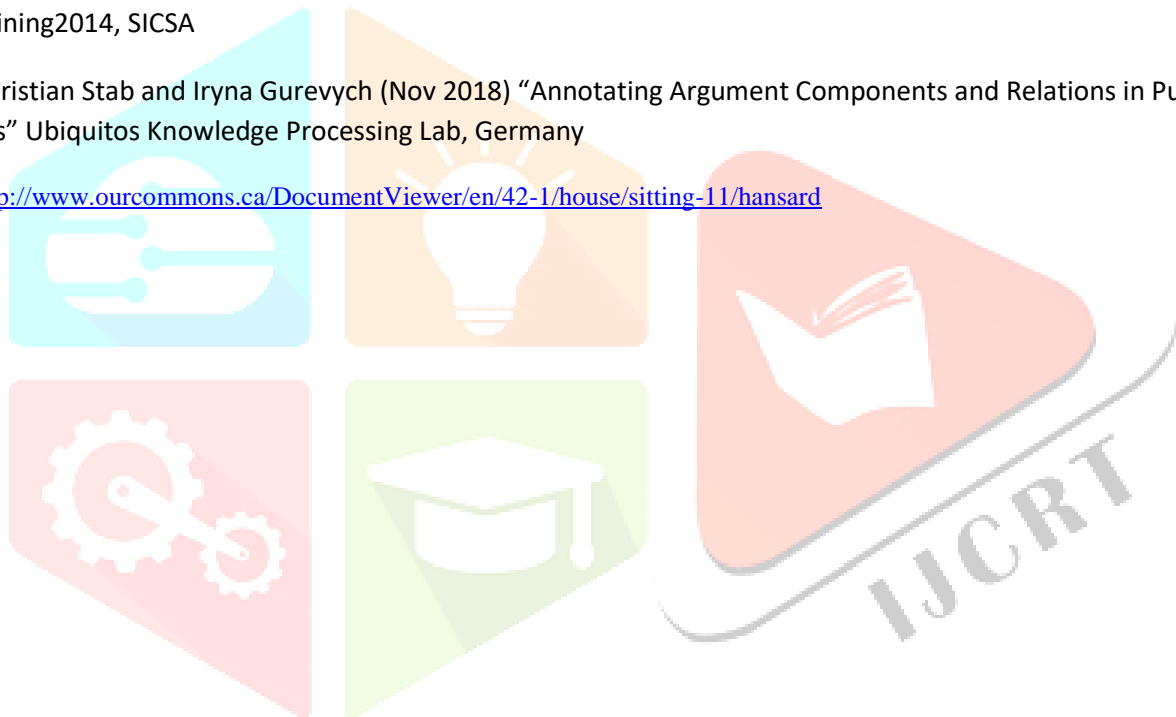 ining2014, SICSA
ristian Stab and Iryna Gurevych (Nov 2018) “Annotating Argument Components and Relations in Pu
s” Ubiquitos Knowledge Processing Lab, Germany
p://www.ourcommons.ca/DocumentViewer/en/42-1/house/sitting-11/hansard
IJCRT